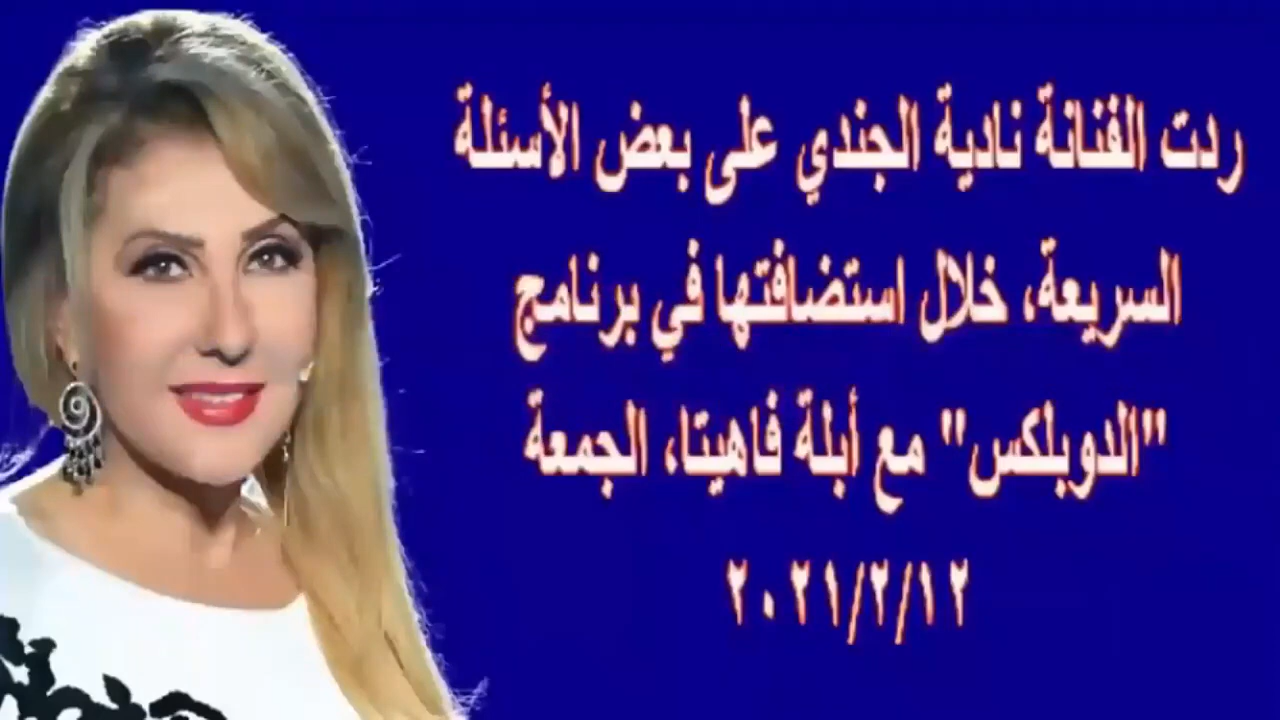 ردت الفنانة نادية الجندي على بعض الأسئلة
السريعة، خلال استضافتها في برنامج
"الدوبلكس" مع أبلة فاهيتا، الجمعة
٢٠٢١/٢/١٢